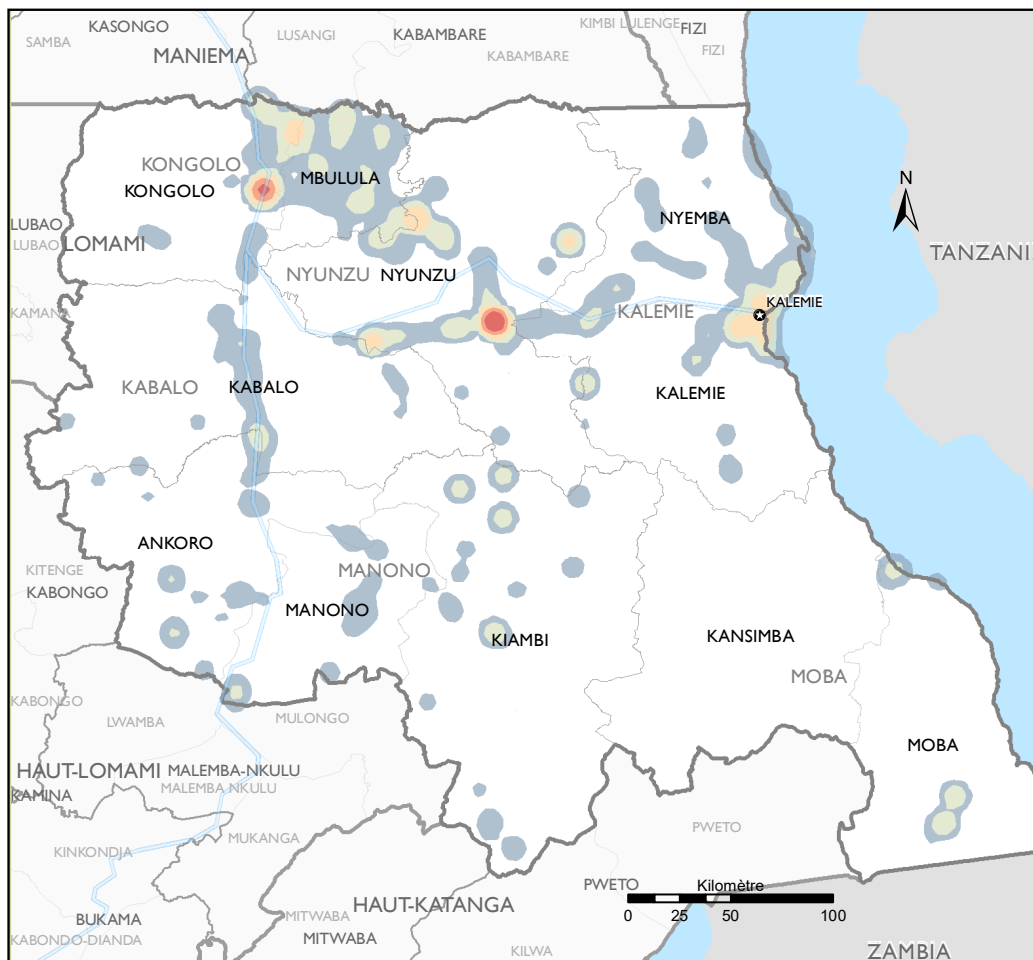 KASONGO
SAMBA
LUSANGI
KABAMBARE
KIMBI LULENGE
FIZI
MANIEMA
KABAMBARE
FIZI
KONGOLO
KONGOLO
MBULULA
N
LUBAO
LUBAO
LOMAMI
NYEMBA
TANZANI
NYUNZU
NYUNZU
KAMANA
KALEMIE
KALEMIE
KABALO
KABALO
KALEMIE
ANKORO
KITENGE
KABONGO
MANONO
MANONO
KIAMBI
KANSIMBA
MOBA
KABONGO
LWAMBA
MULONGO
MOBA
HAUT-LOMAMI
MALEMBA-NKULU
MALEMBA NKULU
KAMINA
MUKANGA
PWETO
KINKONDJA
PWETO
Kilomètre
0 25 50 100
HAUT-KATANGA
BUKAMA
MITWABA
MITWABA
KABONDO-DIANDA
KILWA
ZAMBIA